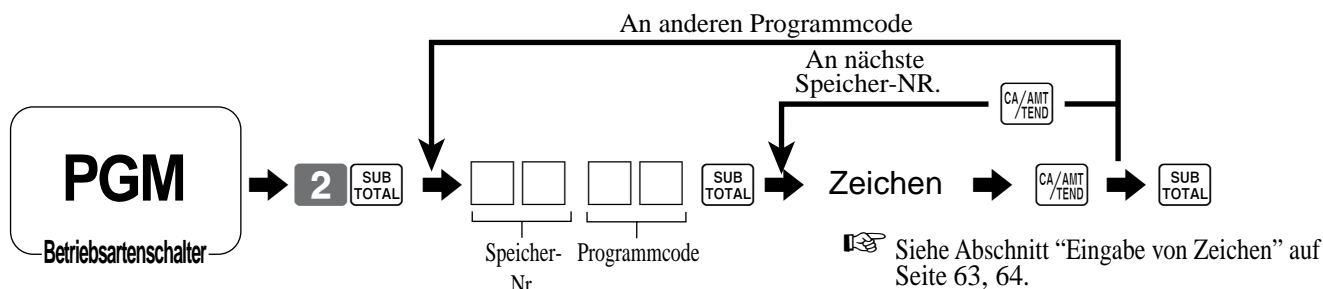 An anderen Programmcode
An nächste
Speicher-NR.
CA/AMT
/TEND
PGM
Betriebsartenschalter
2
SUB
TOTAL
SUB
TOTAL
Zeichen
CA/AMT
/TEND
SUB
TOTAL
Speicher-
Nr
Programmcode
Siehe Abschnitt “Eingabe von Zeichen” auf
Seite 63, 64.